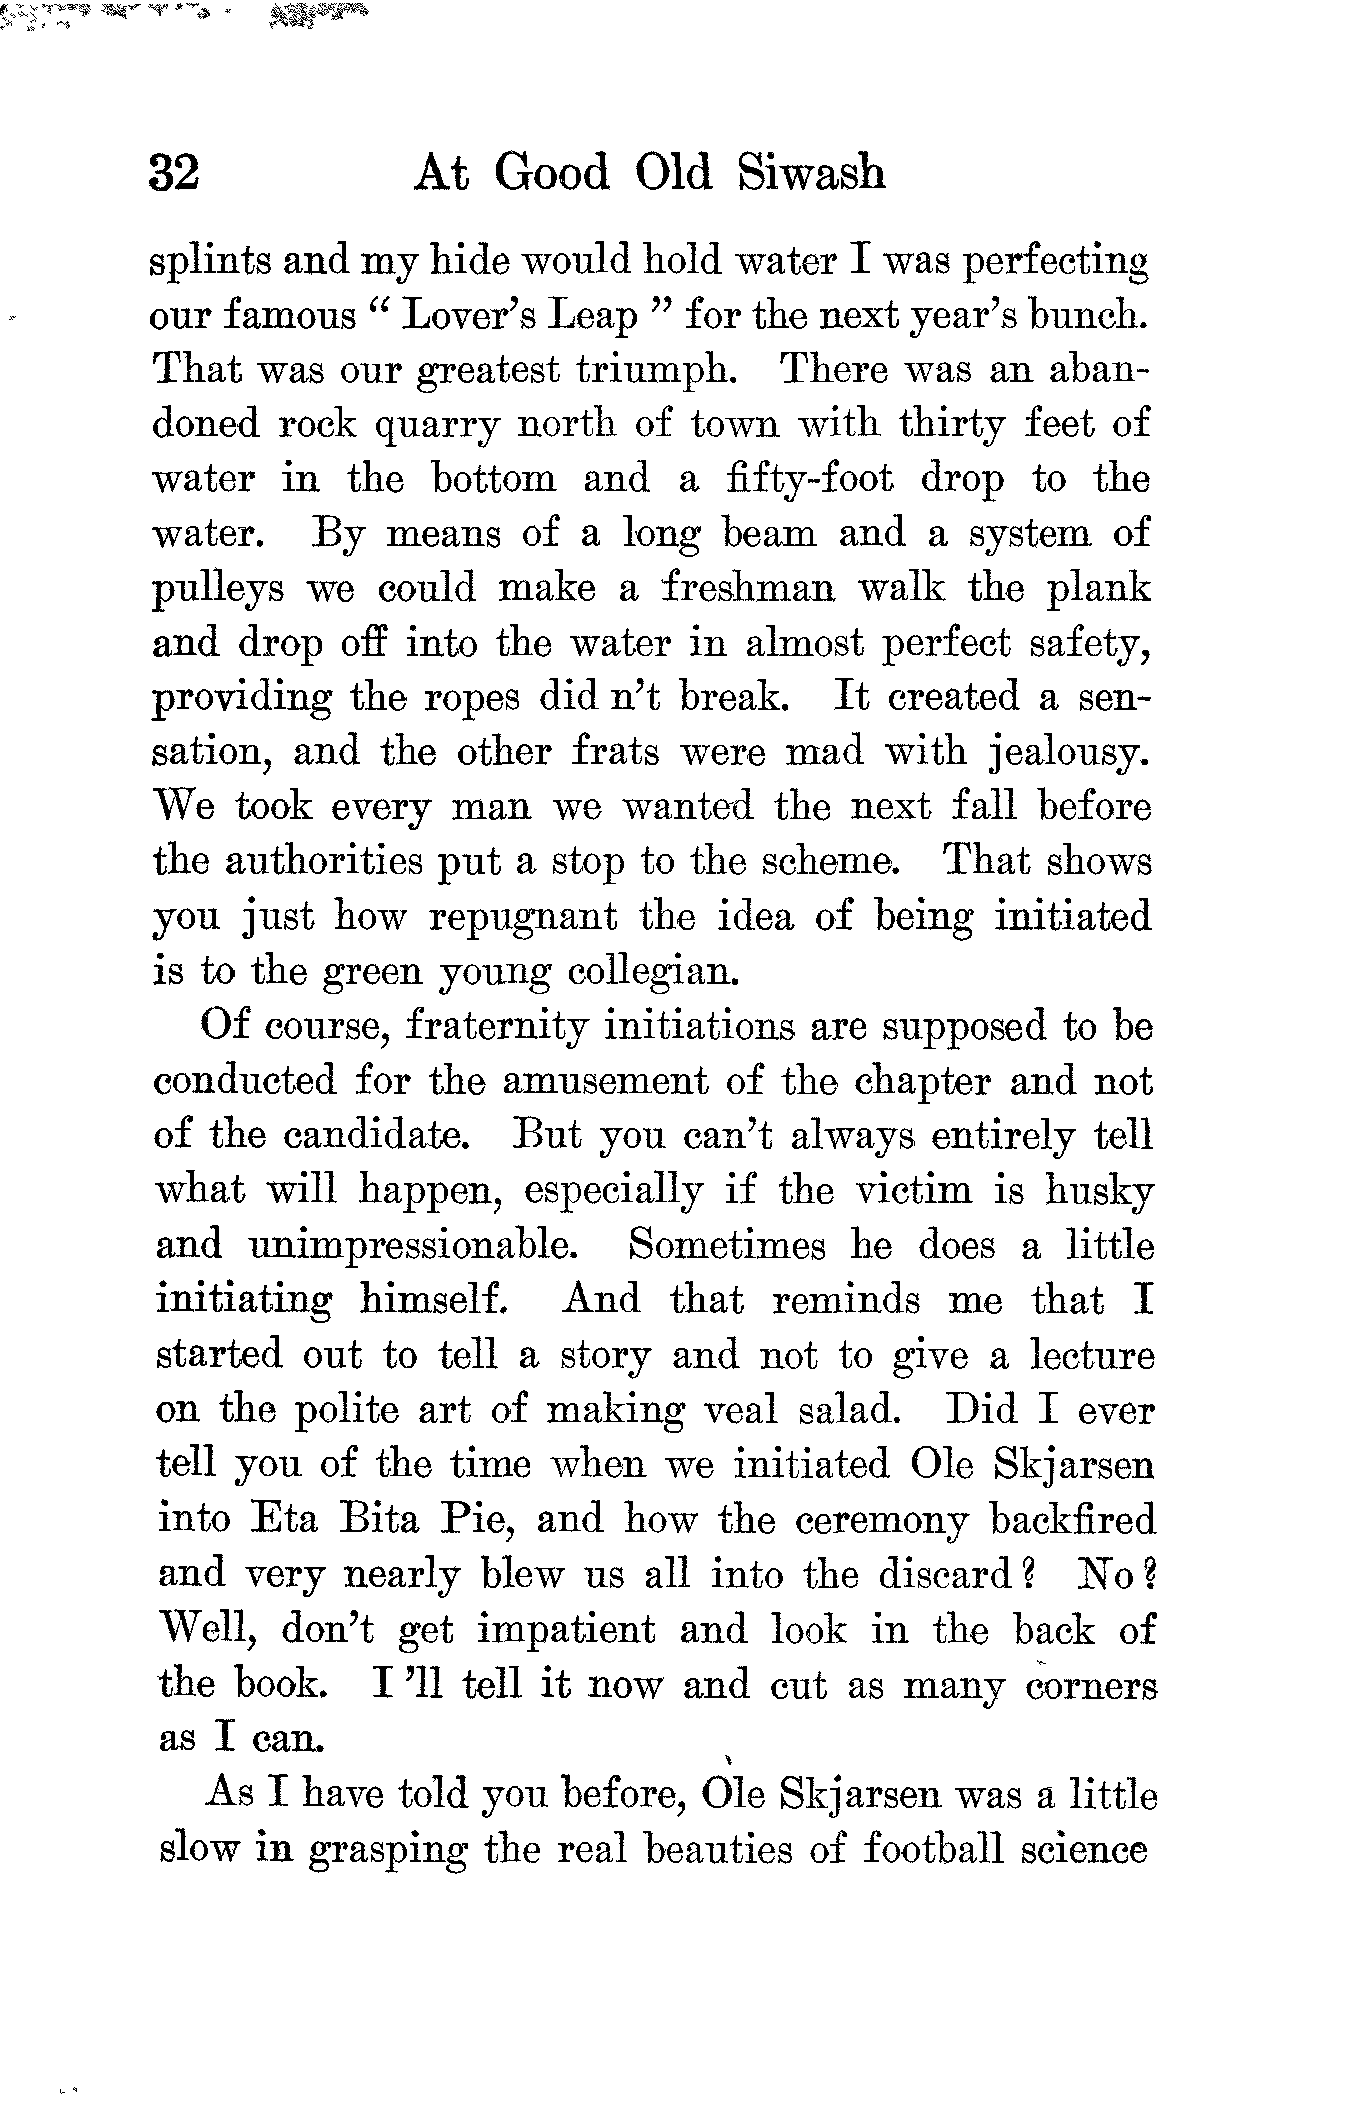 32 At Good Old Siwash
splints and my hide would hold water I was perfecting
our famous “ Lover’s Leap ” for the next year’s bunch.
That was our greatest triumph. There was an aban-
doned rock quarry north of town with thirty feet of
water in the bottom and a fifty-foot drop to the
water. By means of a long beam and a system of
pulleys we could make a freshman walk the plank
and drop off into the water in almost perfect safety,
providing the ropes did n’t break. It created a sen-
sation, and the other frats were mad with jealousy.
We took every man we wanted the next fall before
the authorities put a stop to the scheme. That shows
you just how repugnant the idea of being initiated
is to the green young collegian.
Of course, fraternity initiations are supposed to be
conducted for the amusement of the chapter and not
of the candidate. But you can’t always entirely tell
what will happen, especially if the victim is husky
and unimpressionable. Sometimes he does a little
initiating himself. And that reminds me that I
started out to tell a story and not to give a lecture
on the polite art of making veal salad. Did I ever
tell you of the time when we initiated Ole Skjarsen
into Eta Bita Pie, and how the ceremony backfired
and very nearly blew us all into the discard? No?
Well, don’t get impatient and look in the back of
the book. I ’ll tell it now and cut as many corners
as I can.
As I have told you before, Ole Skjarsen was a little
slow in grasping the real beauties of football science